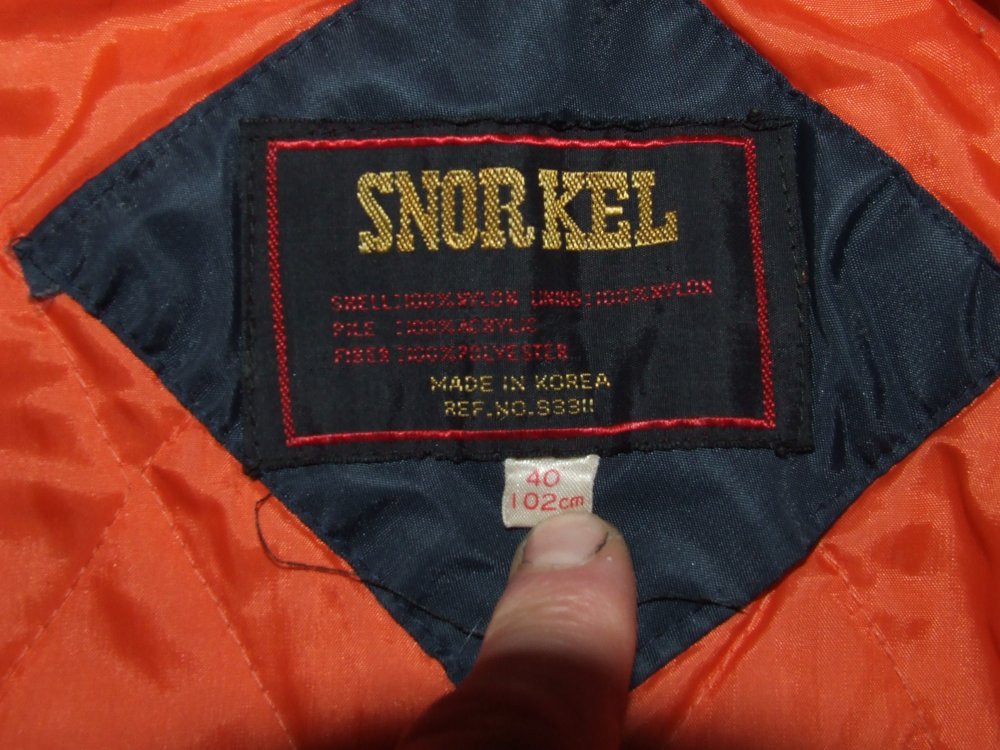 SNORKEL
SHELL:100%NYLON LINING:100%NYLON
PILE :100%ACRYLIC
FIBER:100%POLYESTER
MADE IN KOREA
REF.NO.93311
40
102cm